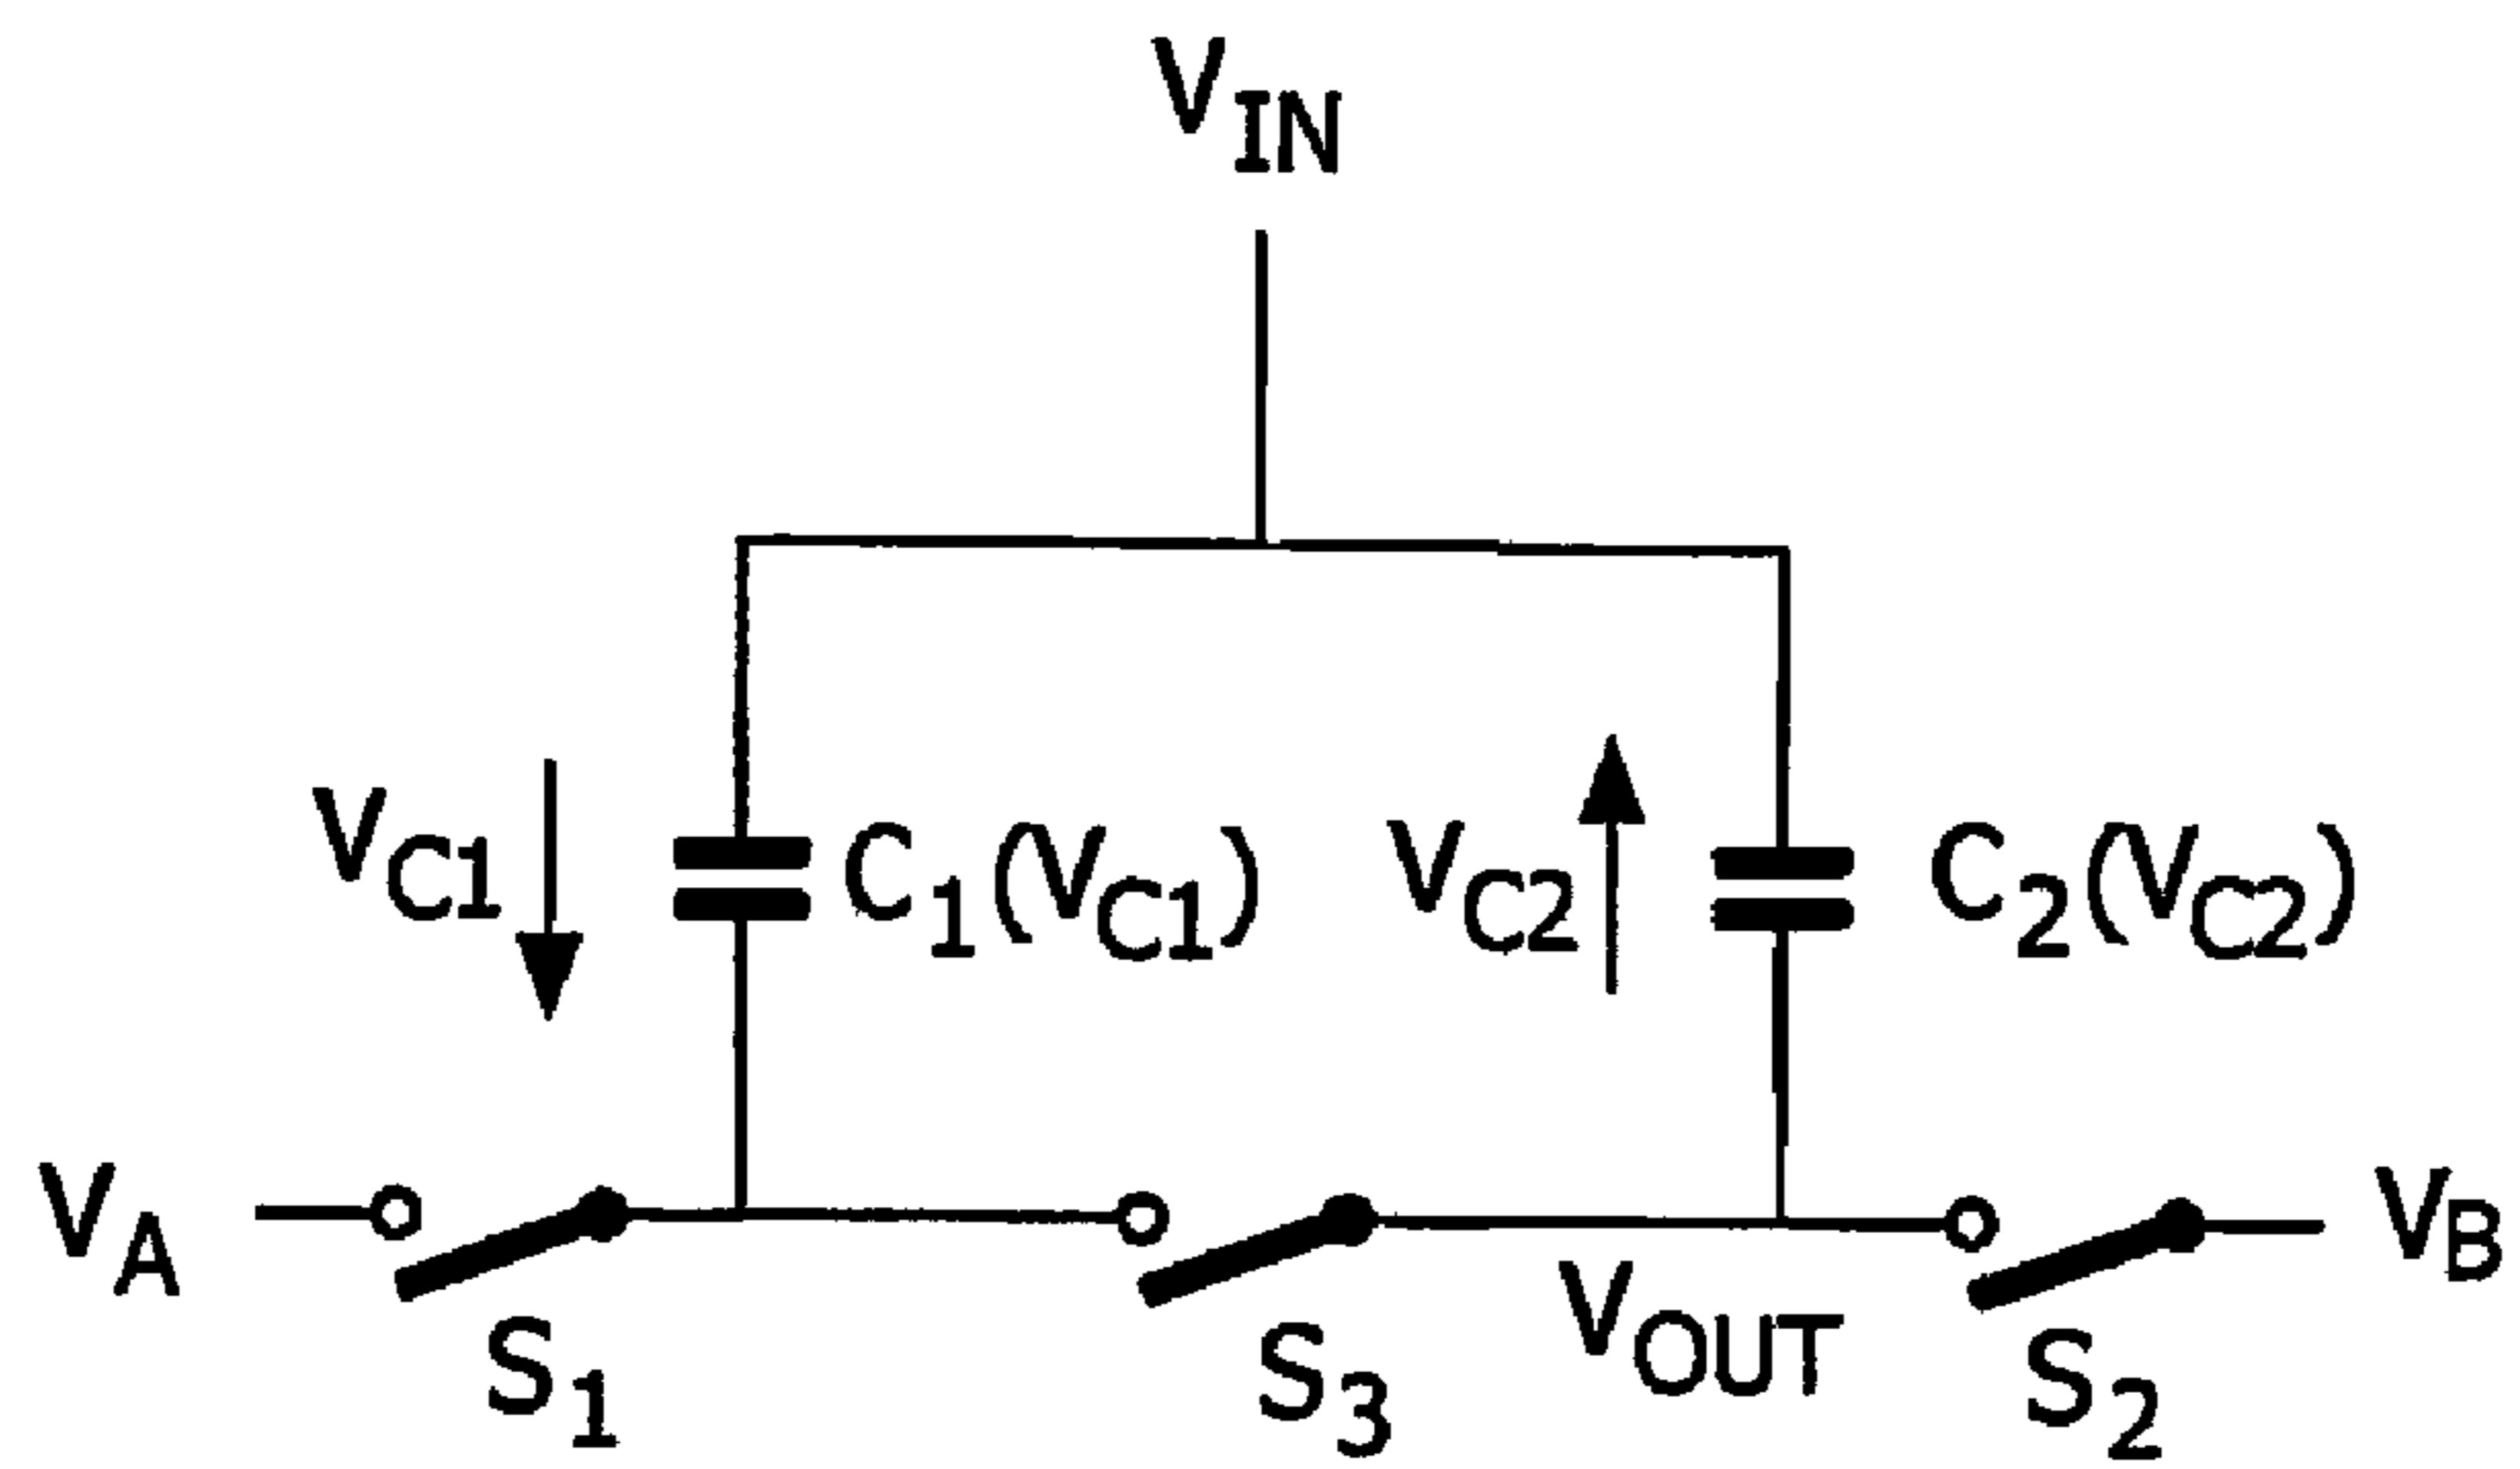 VIN
VC1
C1(VC1)
VC2
C2(VC2)
VA
S1
S3
VOUT
S2
VB